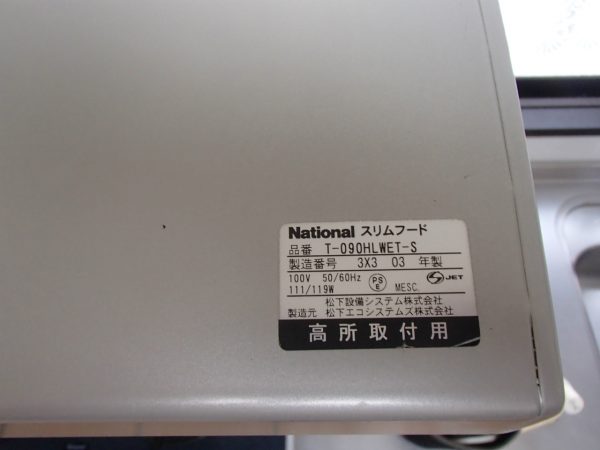 National スリムフード
品番 T-090HLWET-S
製造番号 3X3 03 年製
100V 50/60Hz PS E MESC. JET
111/119W
松下設備システム株式会社
製造元 松下エコシステムズ株式会社
高所取付用